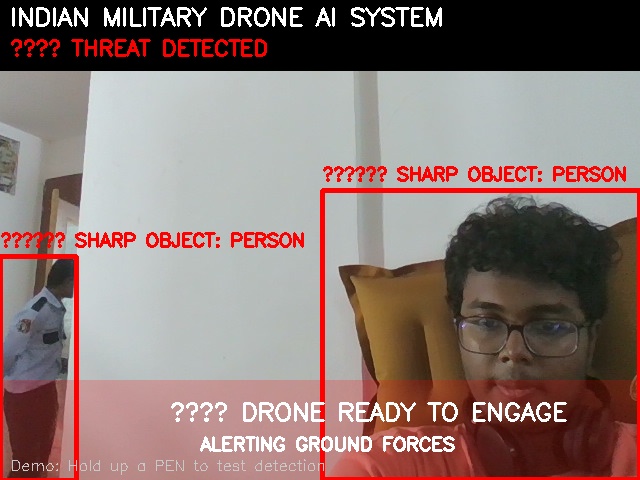 INDIAN MILITARY DRONE AI SYSTEM
???? THREAT DETECTED
?????? SHARP OBJECT: PERSON
?????? SHARP OBJECT: PERSON
???? DRONE READY TO ENGAGE
ALERTING GROUND FORCES
Demo: Hold up a PEN to test detection